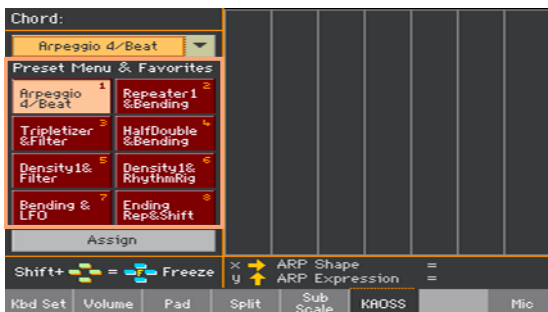 Chord:
Arpeggio 4/Beat
Preset Menu & Favorites
Arpeggio 4/Beat 1
Repeater1 &Bending 2
Tripletizer &Filter 3
HalfDouble &Bending 4
Density1& Filter 5
Density1& RhythmRig 6
Bending & LFO 7
Ending Rep&Shift 8
Assign
Shift+ = F Freeze
x ARP Shape =
y ARP Expression =
Kbd Set Volume Pad Split Sub Scale KAOSS Mic